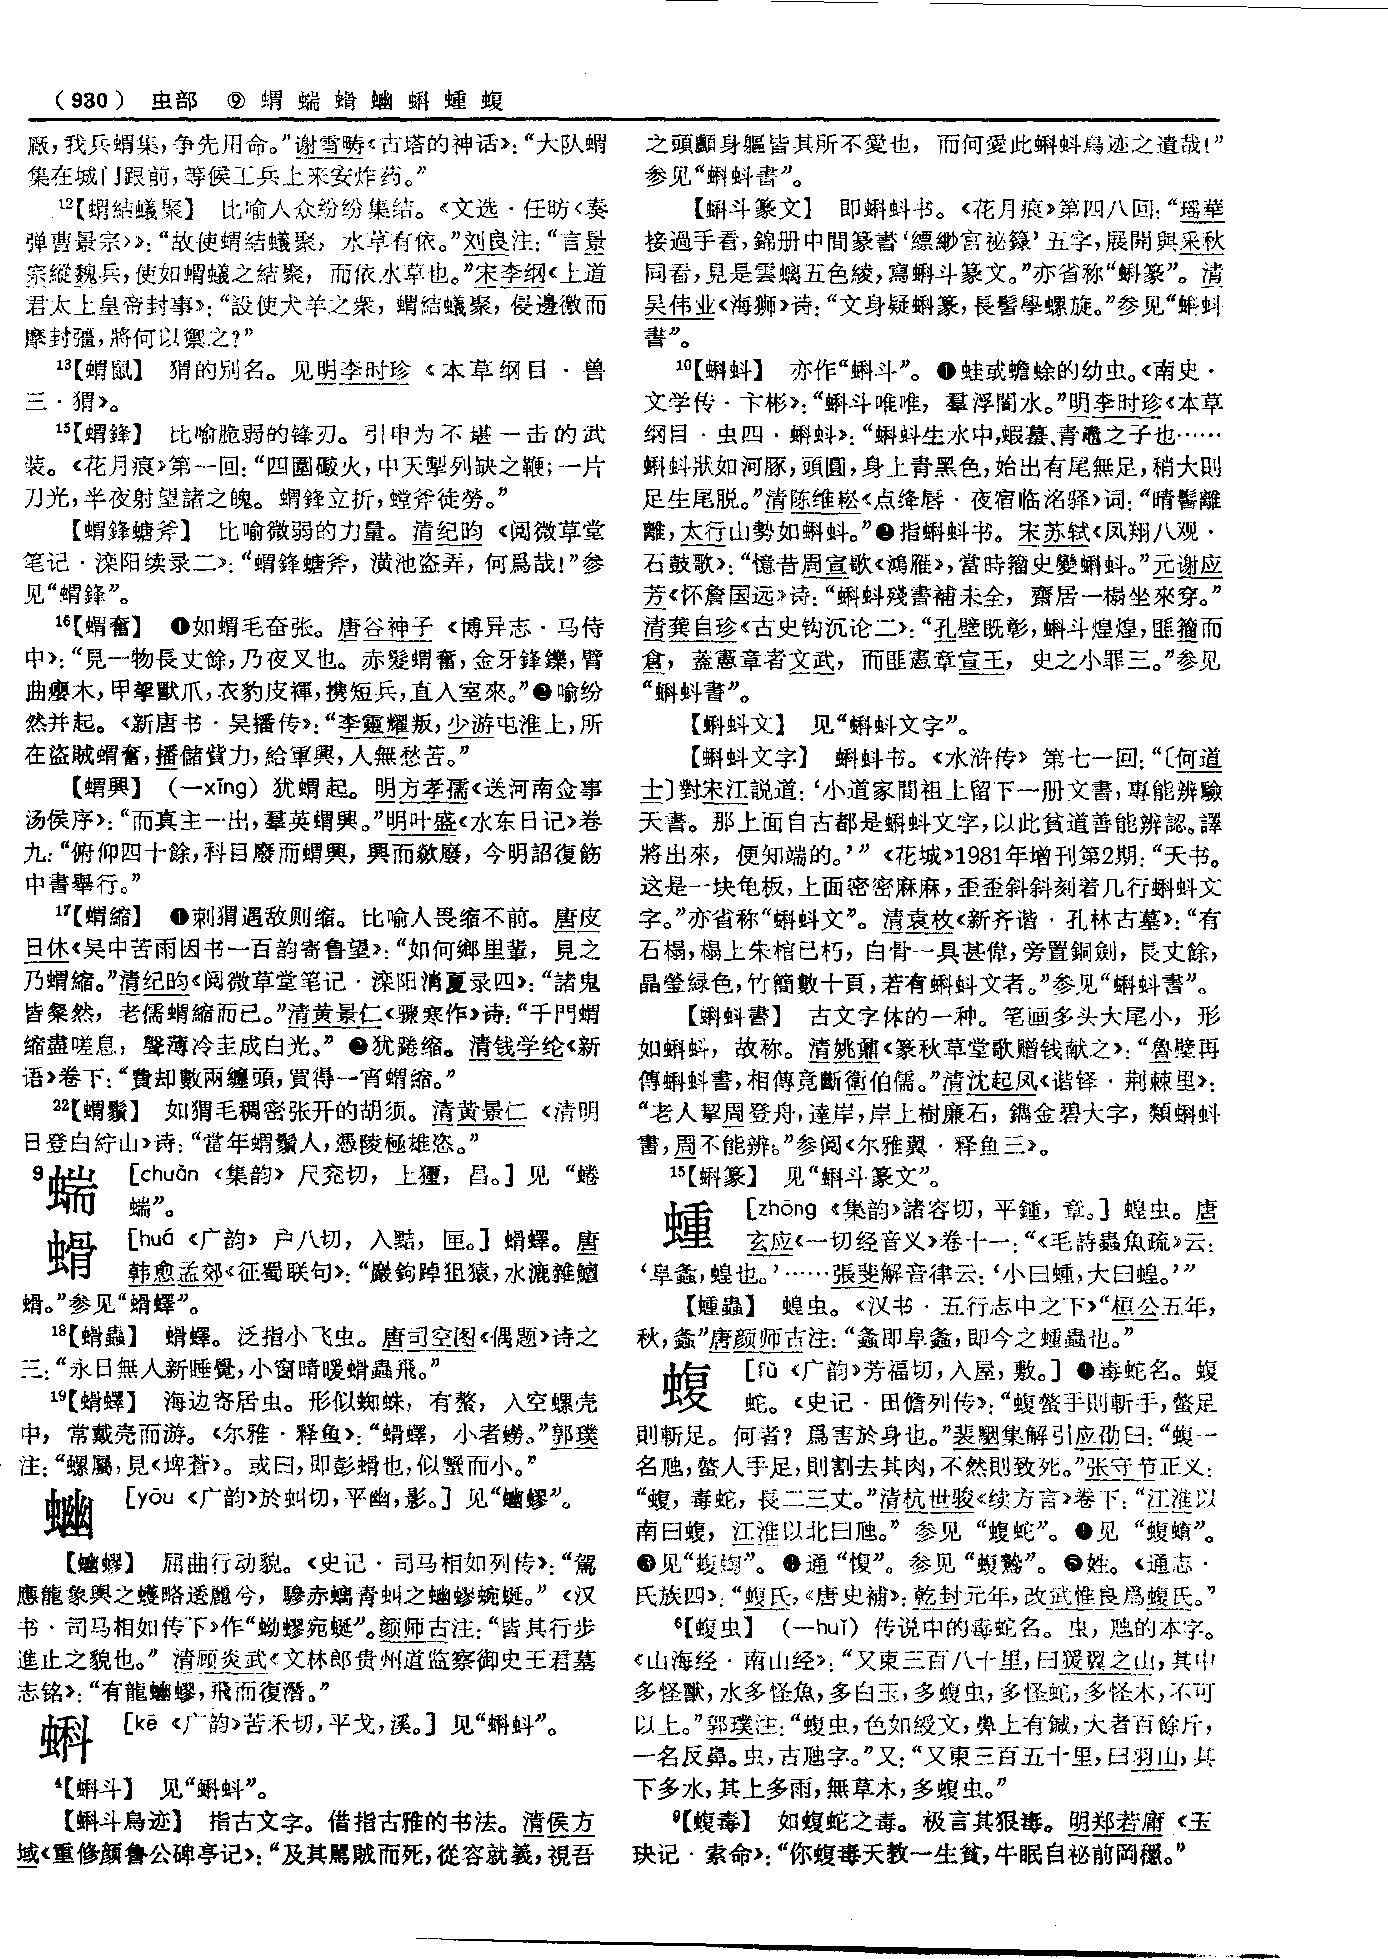 （930） 虫部 ⑨ 蝟 蝒 螖 蟉 蝌 蝩 蝮
厰，我兵蝟集，争先用命。”谢雪畴《古塔的神话》：“大队蝟
集在城门跟前，等候工兵上来安炸药。”
12【蝟結蟻聚】 比喻人众纷纷集结。《文选·任昉〈奏
弹曹景宗〉》：“故使蝟結蟻聚，水草有依。”刘良注：“言景
宗縱魏兵，使如蝟蟻之結聚，而依水草也。”宋李纲《上道
君太上皇帝封事》：“設使犬羊之衆，蝟結蟻聚，侵邊徼而
摩封疆，將何以禦之？”
13【蝟鼠】 猬的别名。见明李时珍《本草纲目·兽
三·猬》。
15【蝟鋒】 比喻脆弱的锋刃。引申为不堪一击的武
装。《花月痕》第一回：“四圍礮火，中天掣列缺之鞭；一片
刀光，半夜射望諸之魄。蝟鋒立折，螳斧徒勞。”
【蝟鋒螗斧】 比喻微弱的力量。清纪昀《阅微草堂
笔记·滦阳续录二》：“蝟鋒螗斧，潢池盜弄，何爲哉！”参
见“蝟鋒”。
16【蝟奮】 ❶如蝟毛奋张。唐谷神子《博异志·马侍
中》：“見一物長丈餘，乃夜叉也。赤髮蝟奮，金牙鋒鑠，臂
曲癭木，甲拏獸爪，衣豹皮褌，携短兵，直入室來。”❷喻纷
然并起。《新唐书·吴播传》：“李靈耀叛，少游屯淮上，所
在盜賊蝟奮，播儲貲力，給軍興，人無愁苦。”
【蝟興】 （—xīng）犹蝟起。明方孝孺《送河南佥事
汤侯序》：“而真主一出，羣英蝟興。”明叶盛《水东日记》卷
九：“俯仰四十餘，科目廢而蝟興，興而斂廢，今明詔復飭
中書舉行。”
17【蝟縮】 ❶刺猬遇敌则缩。比喻人畏缩不前。唐皮
日休《吴中苦雨因书一百韵寄鲁望》：“如何鄉里輩，見之
乃蝟縮。”清纪昀《阅微草堂笔记·滦阳消夏录四》：“諸鬼
皆粲然，老儒蝟縮而已。”清黄景仁《骤寒作》诗：“千門蝟
縮盡嗟息，聲薄冷圭成白光。” ❷犹踡缩。清钱学纶《新
语》卷下：“費却數兩纏頭，買得一宵蝟縮。”
22【蝟鬚】 如猬毛稠密张开的胡须。清黄景仁《清明
日登白紵山》诗：“當年蝟鬚人，憑陵極雄恣。”
9 [chuǎn 《集韵》尺兖切，上獮，昌。] 见“蜷
[huá 《广韵》户八切，入黠，匣。] 螖蠌。唐
韩愈孟郊《征蜀联句》：“巖鉤踔狙猿，水漉雜鱣
螖。”参见“螖蠌”。
18【螖蟲】 螖蠌。泛指小飞虫。唐司空图《偶题》诗之
三：“永日無人新睡覺，小窗晴暖螖蟲飛。”
19【螖蠌】 海边寄居虫。形似蜘蛛，有螯，入空螺壳
中，常戴壳而游。《尔雅·释鱼》：“螖蠌，小者蟧。”郭璞
注：“螺屬，見《埤蒼》。或曰，即彭螖也，似蟹而小。”
[yōu 《广韵》於虯切，平幽，影。] 见“蟉”。
屈曲行动貌。《史记·司马相如列传》：“駕
應龍象輿之蠖略逶麗兮，驂赤螭青虯之蟉蜿蜒。”《汉
书·司马相如传下》作“蚴蟉宛蜒”。颜师古注：“皆其行步
進止之貌也。”清顾炎武《文林郎贵州道监察御史王君墓
志铭》：“有龍蟉，飛而復潛。”
蝌 [kē 《广韵》苦禾切，平戈，溪。] 见“蝌蚪”。
4【蝌斗】 见“蝌蚪”。
【蝌斗鳥迹】 指古文字。借指古雅的书法。清侯方
域《重修颜鲁公碑亭记》：“及其駡賊而死，從容就義，視吾
之頭顱身軀皆其所不愛也，而何愛此蝌蚪鳥迹之遺哉！”
参见“蝌蚪書”。
【蝌斗篆文】 即蝌蚪书。《花月痕》第四八回：“瑶華
接過手看，錦册中間篆書‘縹緲宫祕籙’五字，展開與采秋
同看，見是雲螭五色綾，寫蝌斗篆文。”亦省称“蝌篆”。清
吴伟业《海狮》诗：“文身疑蝌篆，長髻學螺旋。”参见“蝌蚪
書”。
10【蝌蚪】 亦作“蝌斗”。❶蛙或蟾蜍的幼虫。《南史·
文学传·卞彬》：“蝌斗唯唯，羣浮闇水。”明李时珍《本草
纲目·虫四·蝌蚪》：“蝌蚪生水中，蝦蟇、青鼃之子也……
蝌蚪狀如河豚，頭圓，身上青黑色，始出有尾無足，稍大則
足生尾脱。”清陈维崧《点绛唇·夜宿临洺驿》词：“晴髻離
離，太行山勢如蝌蚪。”❷指蝌蚪书。宋苏轼《凤翔八观·
石鼓歌》：“憶昔周宣歌《鴻雁》，當時籀史變蝌蚪。”元谢应
芳《怀詹国远》诗：“蝌蚪殘書補未全，齋居一榻坐來穿。”
清龚自珍《古史钩沉论二》：“孔壁既彰，蝌斗煌煌，匪籀而
倉，蓋憲章者文武，而匪憲章宣王，史之小罪三。”参见
“蝌蚪書”。
【蝌蚪文】 见“蝌蚪文字”。
【蝌蚪文字】 蝌蚪书。《水浒传》第七一回：“〔何道
士〕對宋江説道：‘小道家間祖上留下一册文書，專能辨驗
天書。那上面自古都是蝌蚪文字，以此貧道善能辨認。譯
將出來，便知端的。’”《花城》1981年增刊第2期：“天书。
这是一块龟板，上面密密麻麻，歪歪斜斜刻着几行蝌蚪文
字。”亦省称“蝌蚪文”。清袁枚《新齐谐·孔林古墓》：“有
石榻，榻上朱棺已朽，白骨一具甚偉，旁置銅劍，長丈餘，
晶瑩緑色，竹簡數十頁，若有蝌蚪文者。”参见“蝌蚪書”。
【蝌蚪書】 古文字体的一种。笔画多头大尾小，形
如蝌蚪，故称。清姚鼐《篆秋草堂歌赠钱献之》：“魯壁再
傳蝌蚪書，相傳竟斷衛伯儒。”清沈起凤《谐铎·荆棘里》：
“老人挈周登舟，達岸，岸上樹廉石，鐫金碧大字，類蝌蚪
書，周不能辨。”参阅《尔雅翼·释鱼三》。
15【蝌篆】 见“蝌斗篆文”。
蝩 [zhōng 《集韵》諸容切，平鍾，章。] 蝗虫。唐
玄应《一切经音义》卷十一：“《毛詩蟲魚疏》云：
‘阜螽，蝗也。’……張斐解音律云：‘小曰蝩，大曰蝗。’”
【蝩蟲】 蝗虫。《汉书·五行志中之下》“桓公五年，
秋，螽”唐颜师古注：“螽即阜螽，即今之蝩蟲也。”
蝮 [fù 《广韵》芳福切，入屋，敷。] ❶毒蛇名。蝮
蛇。《史记·田儋列传》：“蝮螫手則斬手，螫足
則斬足。何者？爲害於身也。”裴駰集解引应劭曰：“蝮一
名虺，螫人手足，則割去其肉，不然則致死。”张守节正义：
“蝮，毒蛇，長二三丈。”清杭世骏《续方言》卷下：“江淮以
南曰蝮，江淮以北曰虺。”参见“蝮蛇”。❷见“蝮蜟”。
❸见“蝮蜪”。❹通“愎”。参见“蝮鷙”。❺姓。《通志·
氏族四》：“蝮氏，《唐史補》：乾封元年，改武惟良爲蝮氏。”
6【蝮虫】 （—huǐ）传说中的毒蛇名。虫，虺的本字。
《山海经·南山经》：“又東三百八十里，曰猨翼之山，其中
多怪獸，水多怪魚，多白玉，多蝮虫，多怪蛇，多怪木，不可
以上。”郭璞注：“蝮虫，色如綬文，鼻上有鍼，大者百餘斤，
一名反鼻。虫，古虺字。”又：“又東三百五十里，曰羽山，其
下多水，其上多雨，無草木，多蝮虫。”
9【蝮毒】 如蝮蛇之毒。极言其狠毒。明郑若庸《玉
玦记·索命》：“你蝮毒天教一生貧，牛眠自祕前岡穩。”